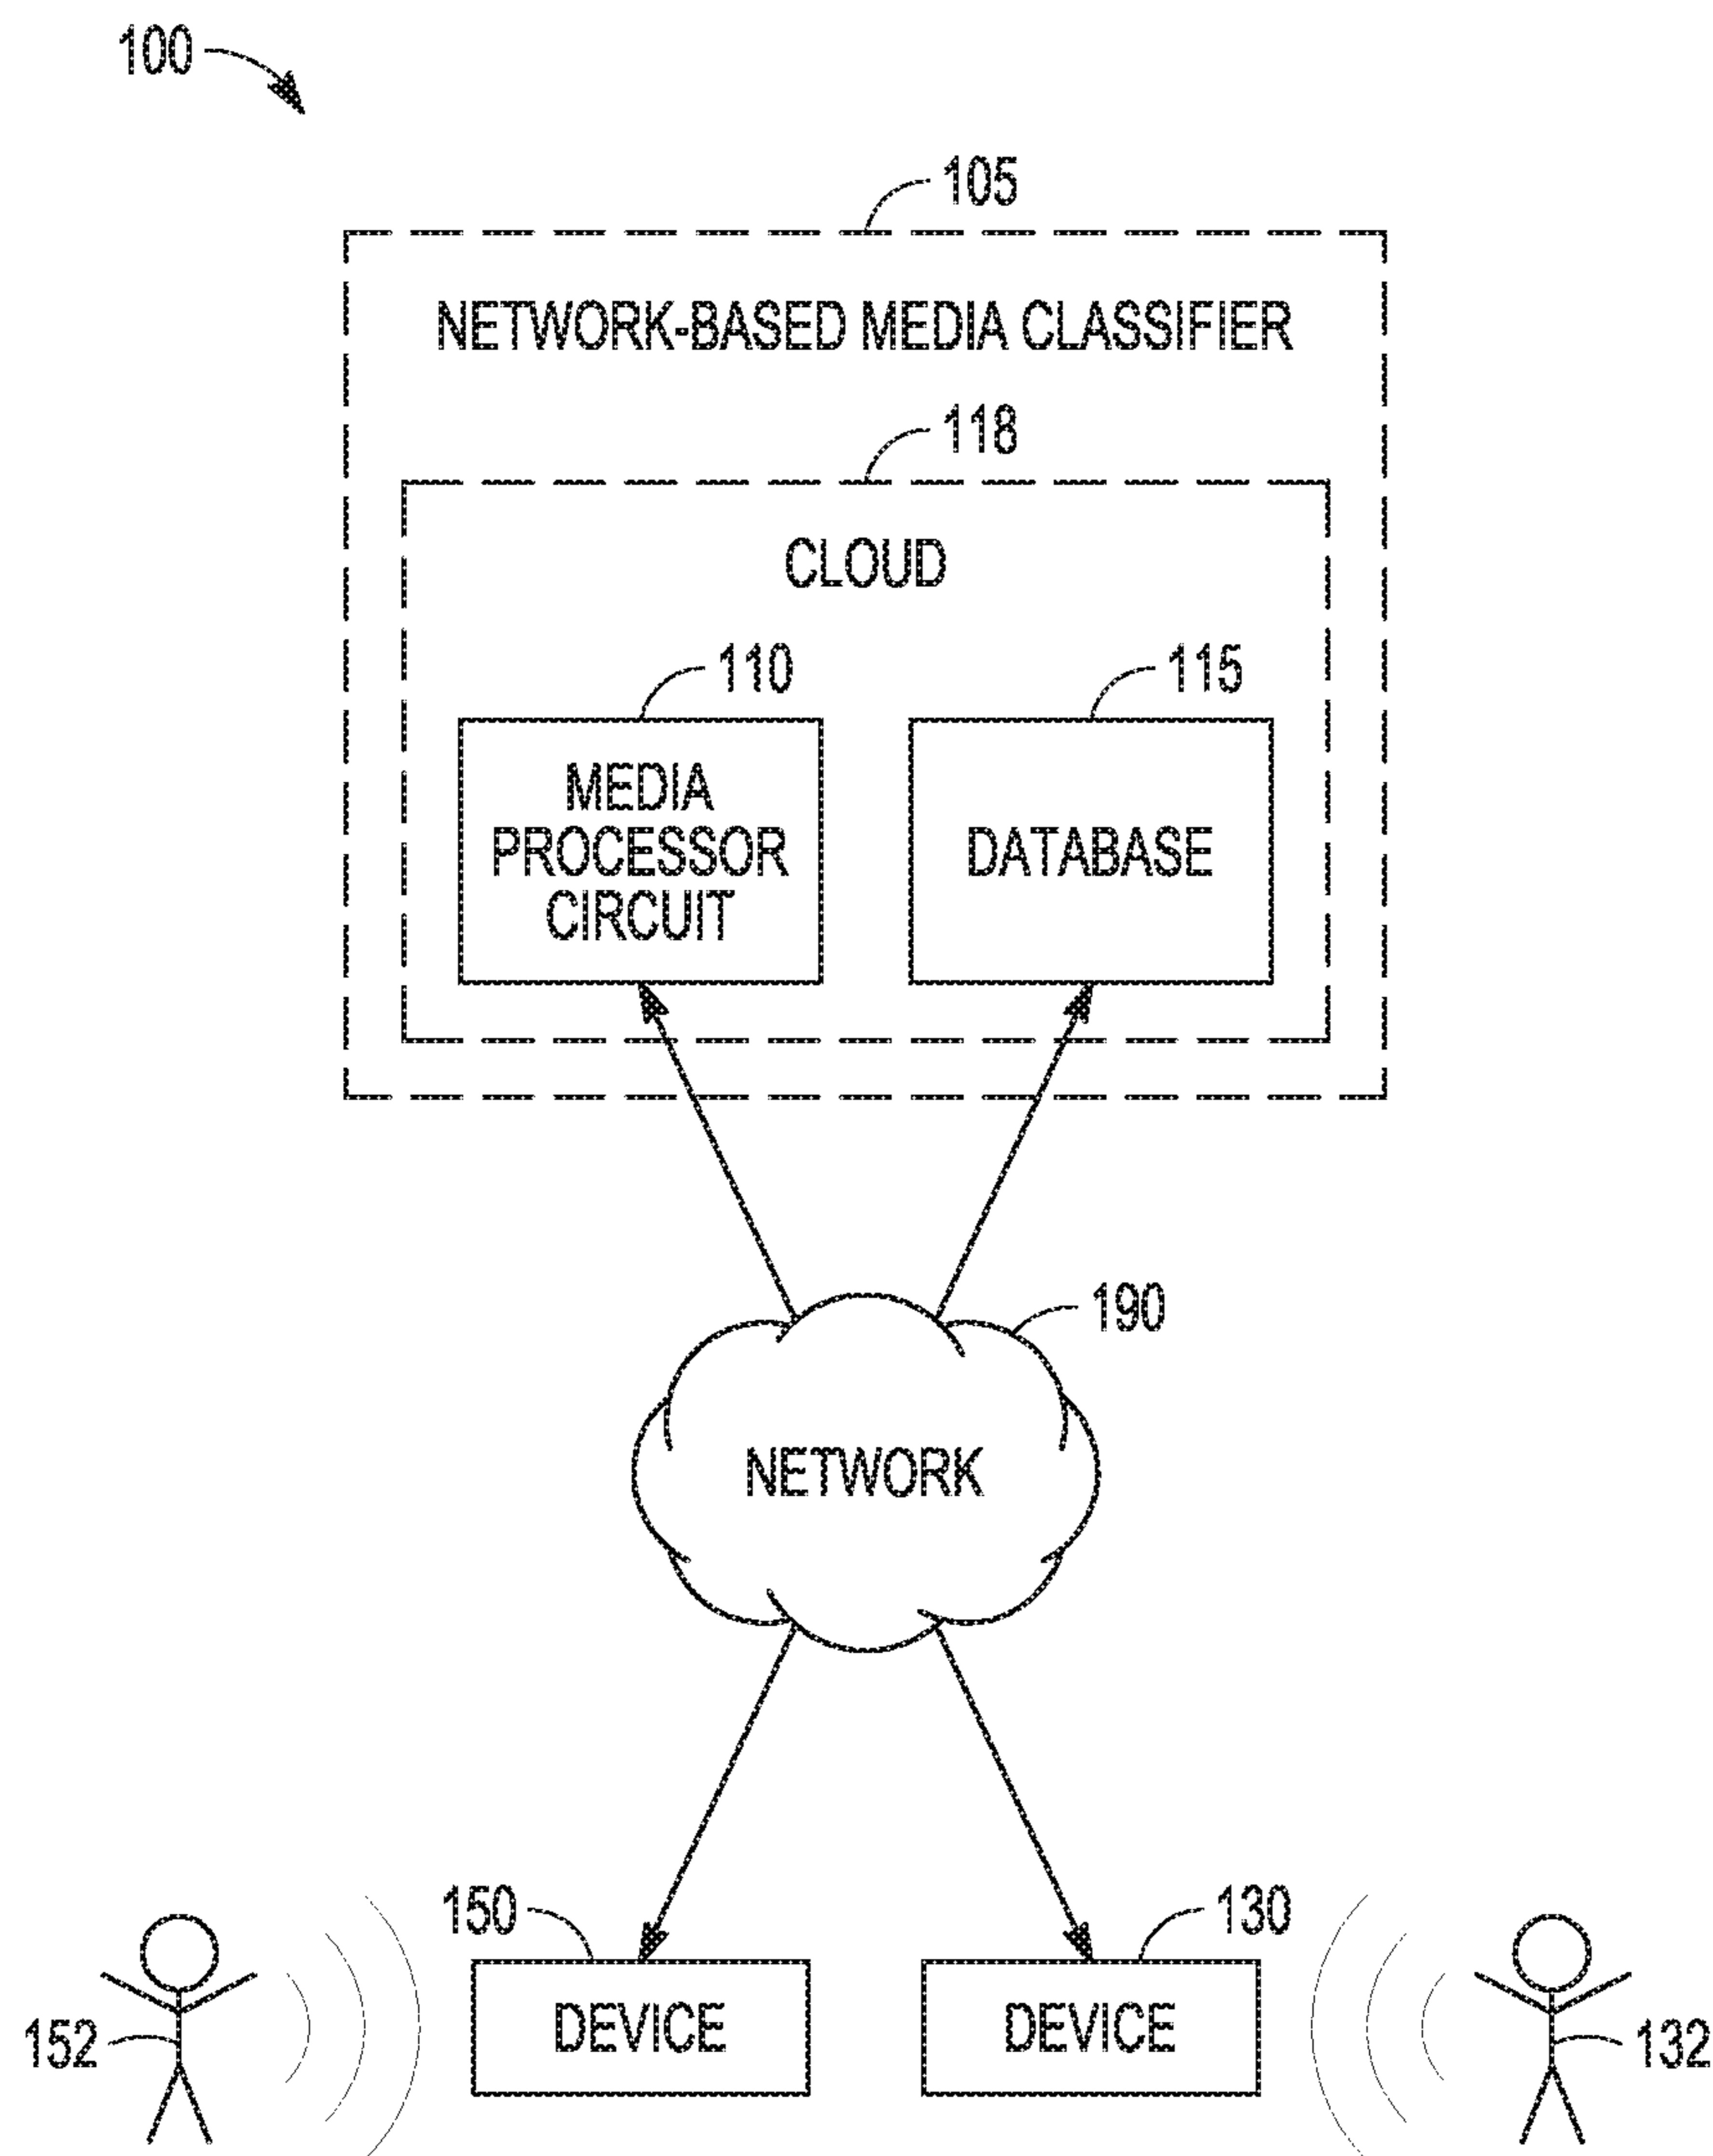 100
105
NETWORK-BASED MEDIA CLASSIFIER
118
CLOUD
110
115
MEDIA
PROCESSOR
CIRCUIT
DATABASE
190
NETWORK
150
130
DEVICE
DEVICE
152
132